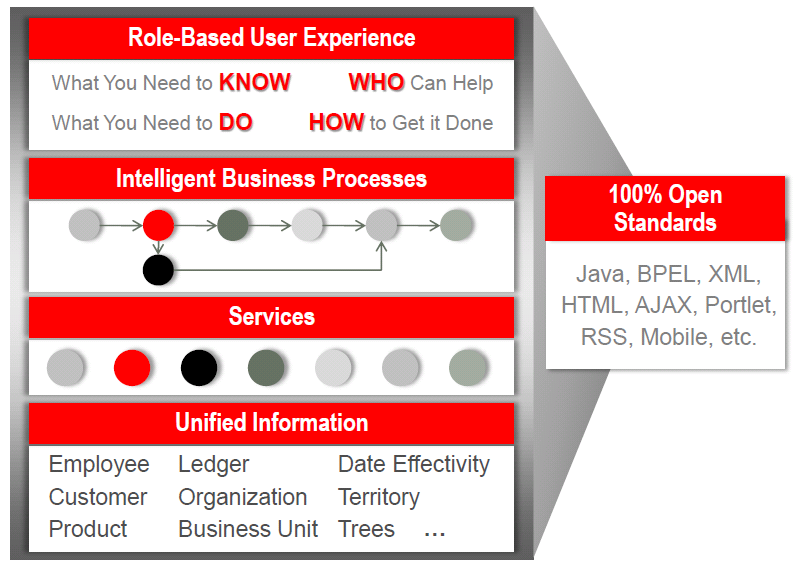 Role-Based User Experience
What You Need to KNOW WHO Can Help
What You Need to DO HOW to Get it Done
Intelligent Business Processes
Services
Unified Information
Employee Ledger Date Effectivity
Customer Organization Territory
Product Business Unit Trees ...
100% Open
Standards
Java, BPEL, XML,
HTML, AJAX, Portlet,
RSS, Mobile, etc.